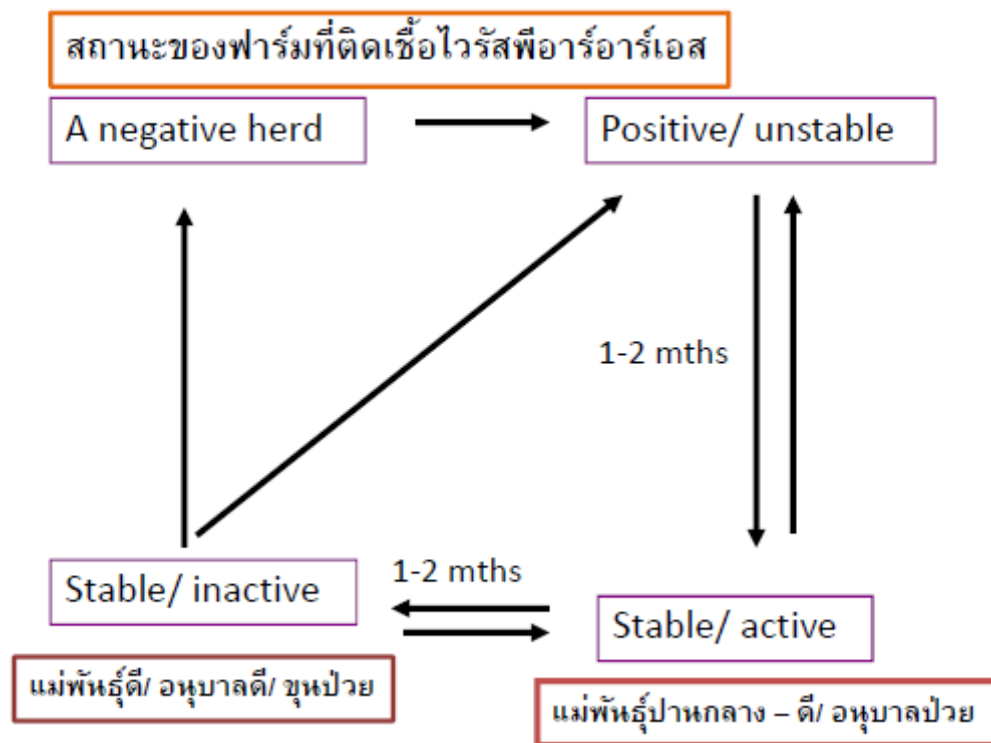 สถานะของฟาร์มที่ติดเชื้อไวรัสพีอาร์อาร์เอส
A negative herd
Positive/ unstable
1-2 mths
Stable/ inactive
1-2 mths
Stable/ active
แม่พันธุ์ดี/ อนุบาลดี/ ขุนป่วย
แม่พันธุ์ปานกลาง – ดี/ อนุบาลป่วย